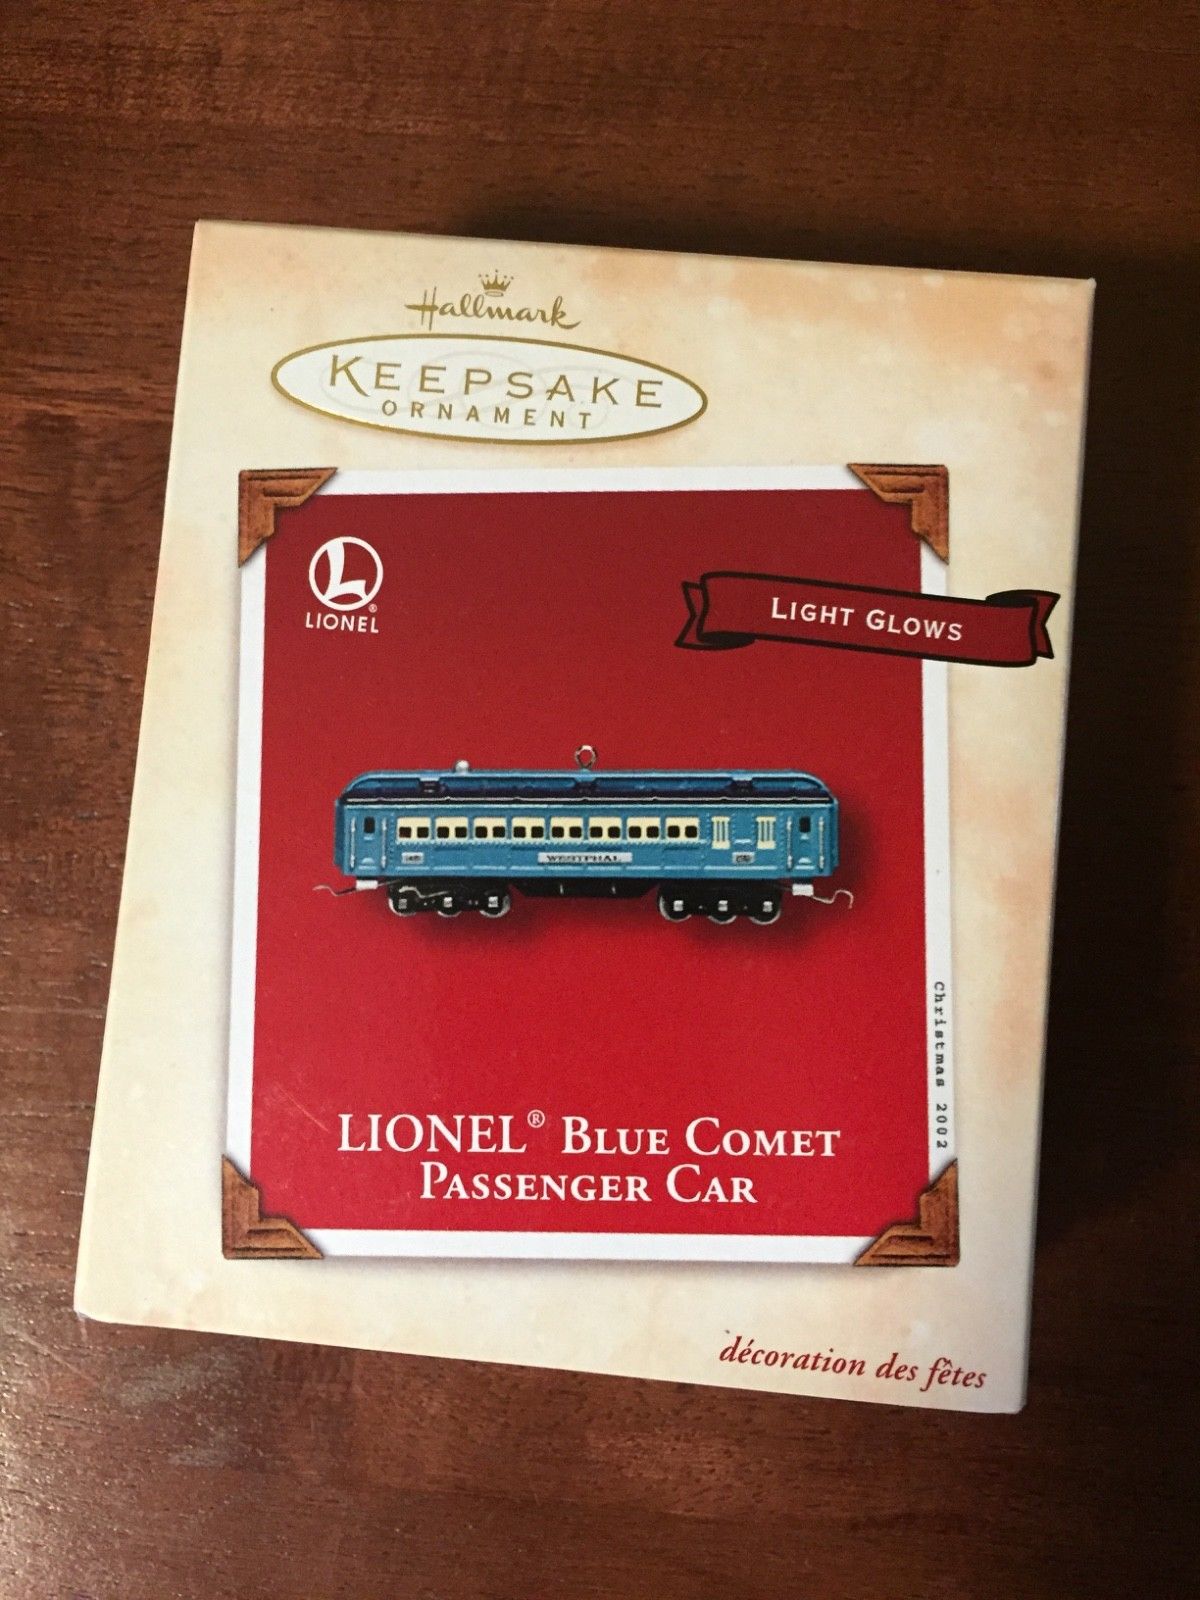 Hallmark
KEEPSAKE
ORNAMENT
L
LIONEL®
LIGHT GLOWS
WESTPHAL
Christmas 2002
LIONEL® BLUE COMET
PASSENGER CAR
décoration des fêtes